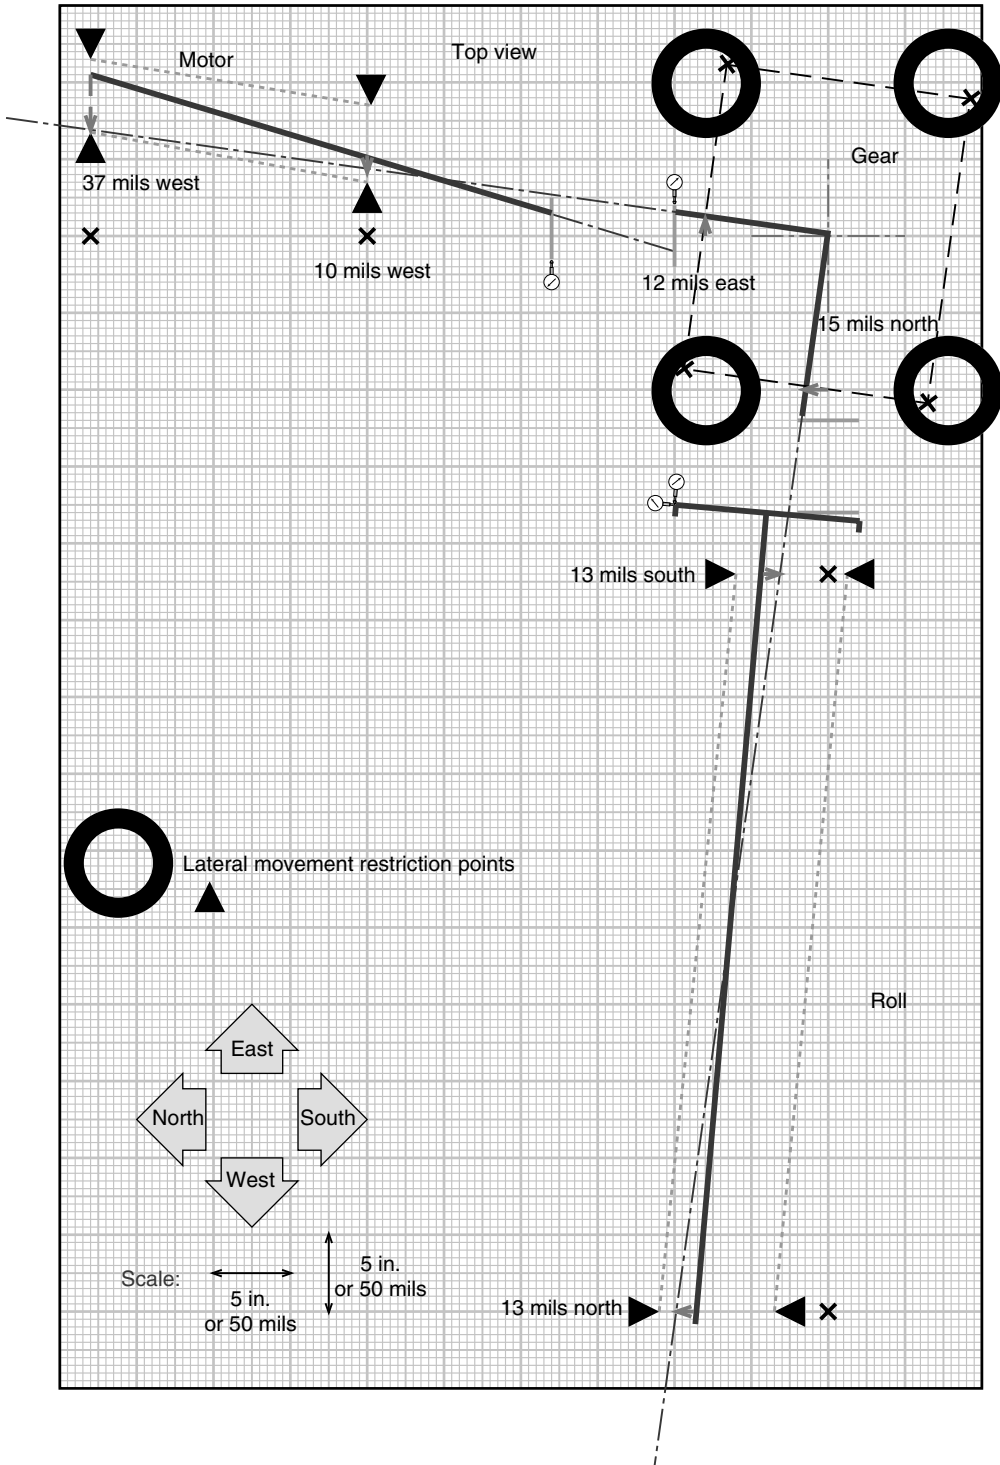 Top view
Motor
Gear
37 mils west
10 mils west
12 mils east
15 mils north
13 mils south
Lateral movement restriction points
Roll
East
North
South
West
Scale:
5 in.
or 50 mils
5 in.
or 50 mils
13 mils north